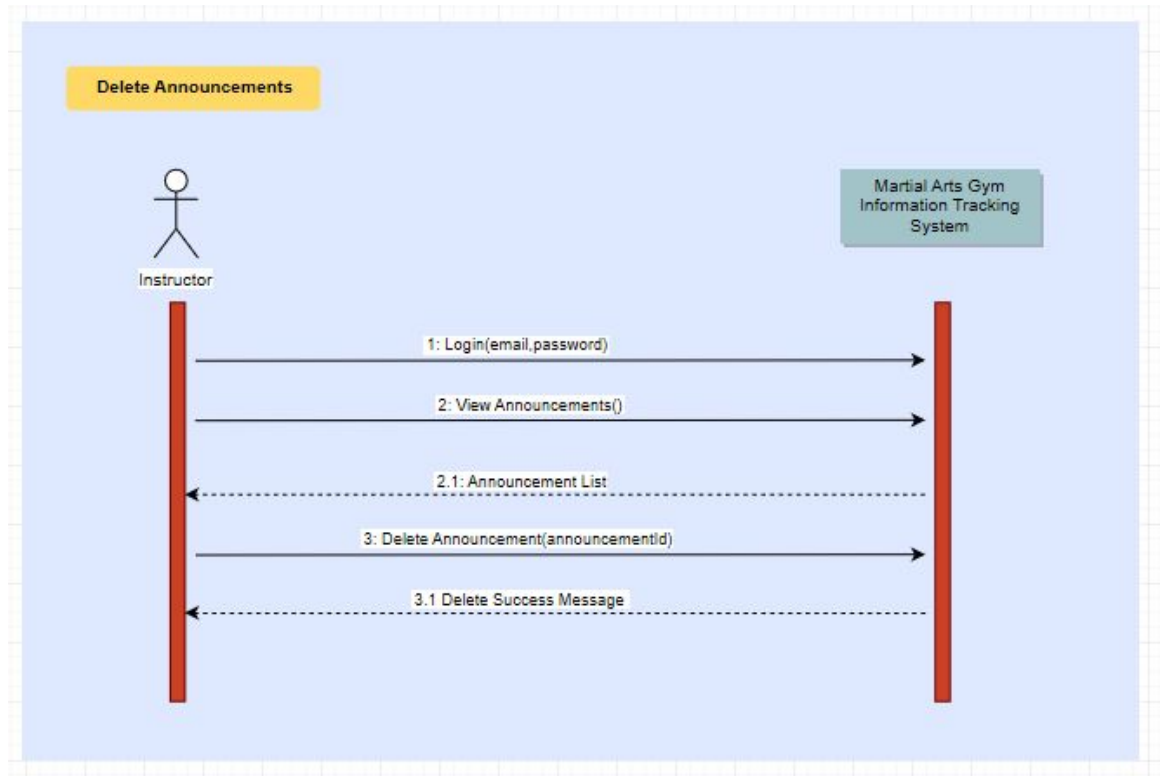 Delete Announcements
Martial Arts Gym
Information Tracking
System
Instructor
1: Login(email,password)
2: View Announcements()
2.1: Announcement List
3: Delete Announcement(announcementId)
3.1 Delete Success Message